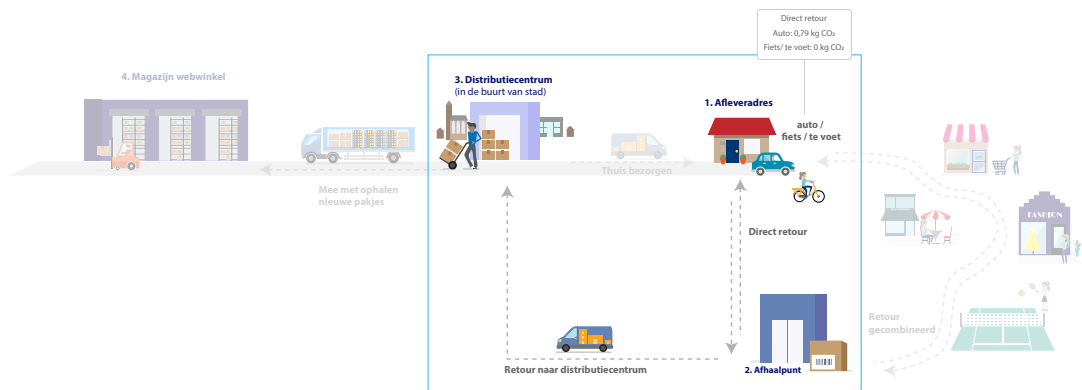 Direct retour
Auto: 0,79 kg CO₂
Fiets/ te voet: 0 kg CO₂
4. Magazijn webwinkel
3. Distributiecentrum
(in de buurt van stad)
1. Afleveradres
auto /
fiets / te voet
Thuis bezorgen
Mee met ophalen
nieuwe pakjes
FASHION
Direct retour
Retour
gecombineerd
Retour naar distributiecentrum
2. Afhaalpunt